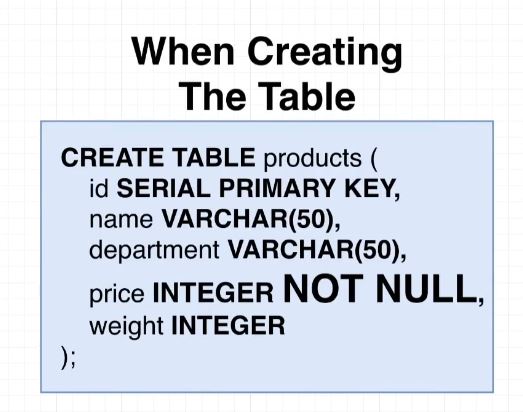 When Creating
The Table
CREATE TABLE products (
id SERIAL PRIMARY KEY,
name VARCHAR(50),
department VARCHAR(50),
price INTEGER NOT NULL,
weight INTEGER
);